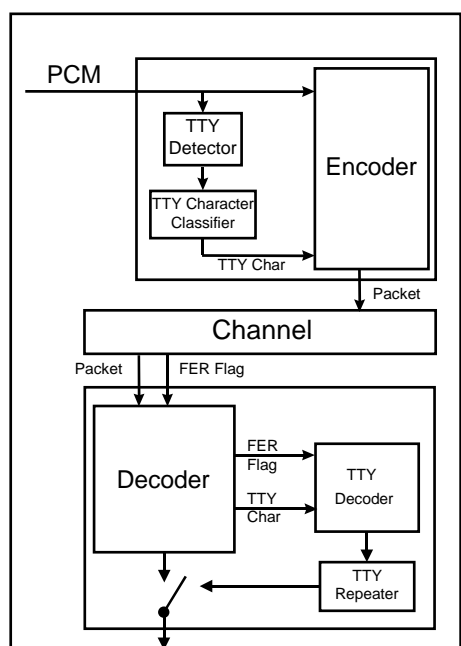 PCM
TTY
Detector
TTY Character
Classifier
TTY Char
Encoder
Packet
Channel
Packet
FER Flag
Decoder
FER
Flag
TTY
Char
TTY
Decoder
TTY
Repeater